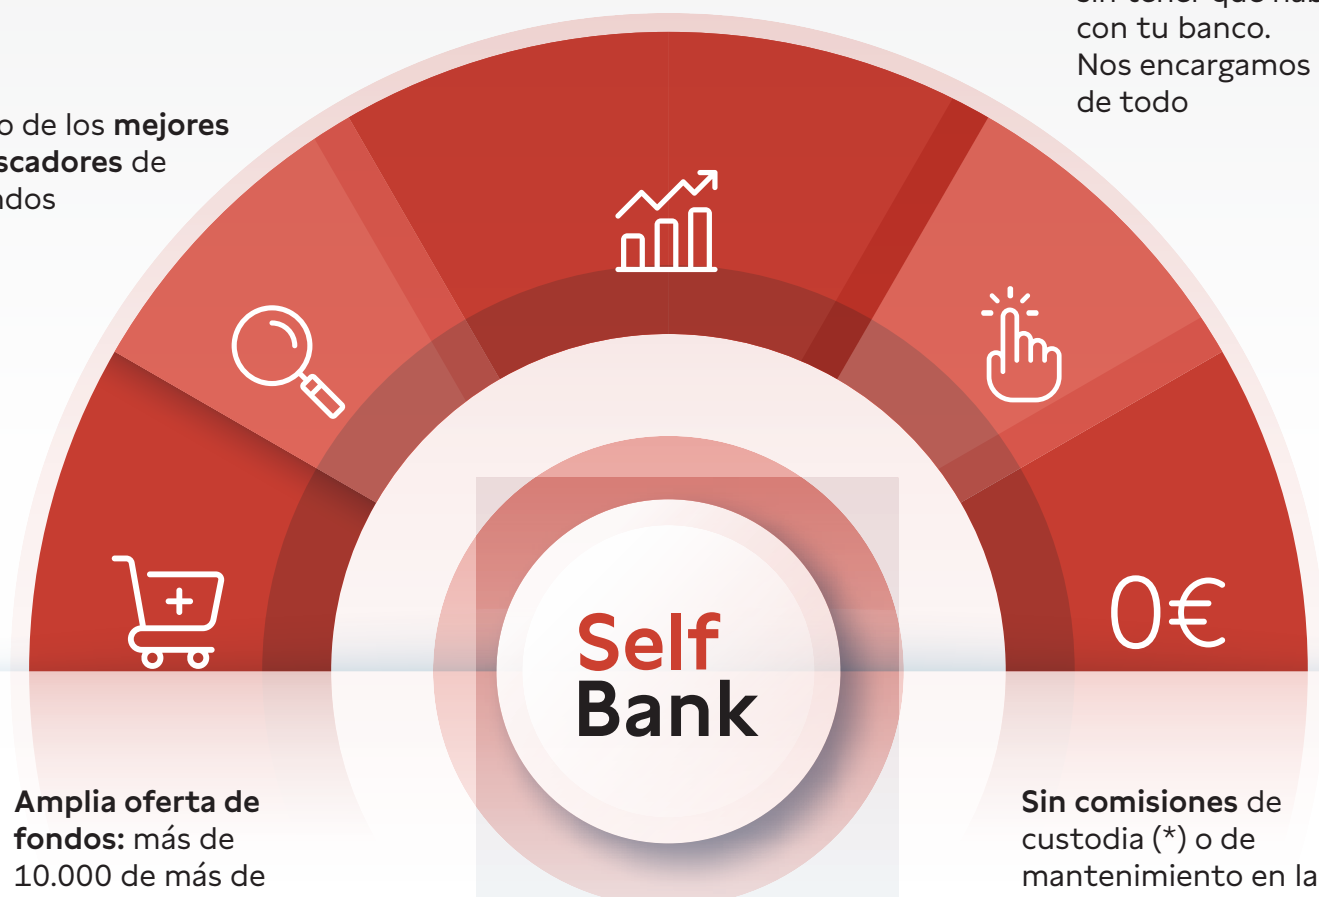 con tu banco.
Nos encargamos
de todo
o de los mejores
scadores de
ndos
0€
Self
Bank
Amplia oferta de
fondos: más de
10.000 de más de
Sin comisiones de
custodia (*) o de
mantenimiento en la